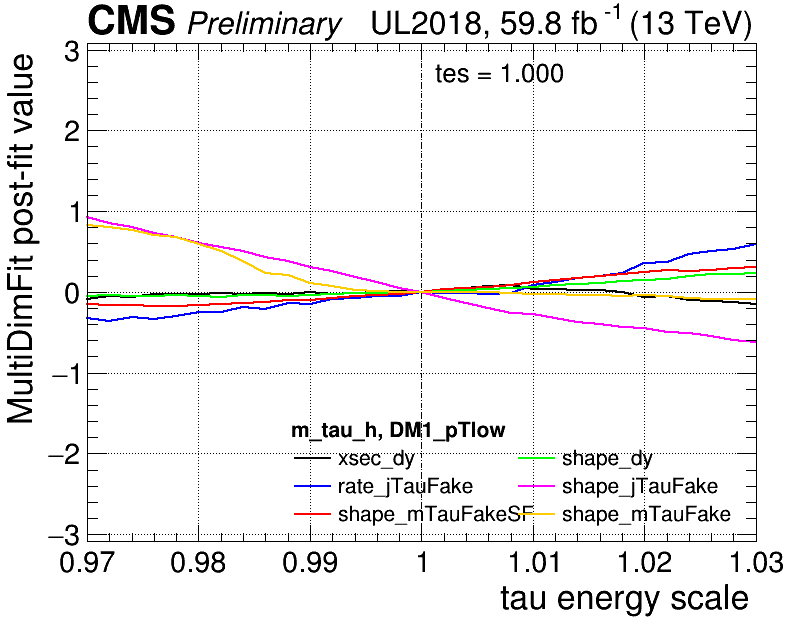 CMS Preliminary UL2018, 59.8 fb⁻¹ (13 TeV)
tes = 1.000
MultiDimFit post-fit value
3
2
1
0
−1
−2
−3
m_tau_h, DM1_pTlow
xsec_dy shape_dy
rate_jTauFake shape_jTauFake
shape_mTauFakeSF shape_mTauFake
0.97 0.98 0.99 1 1.01 1.02 1.03
tau energy scale